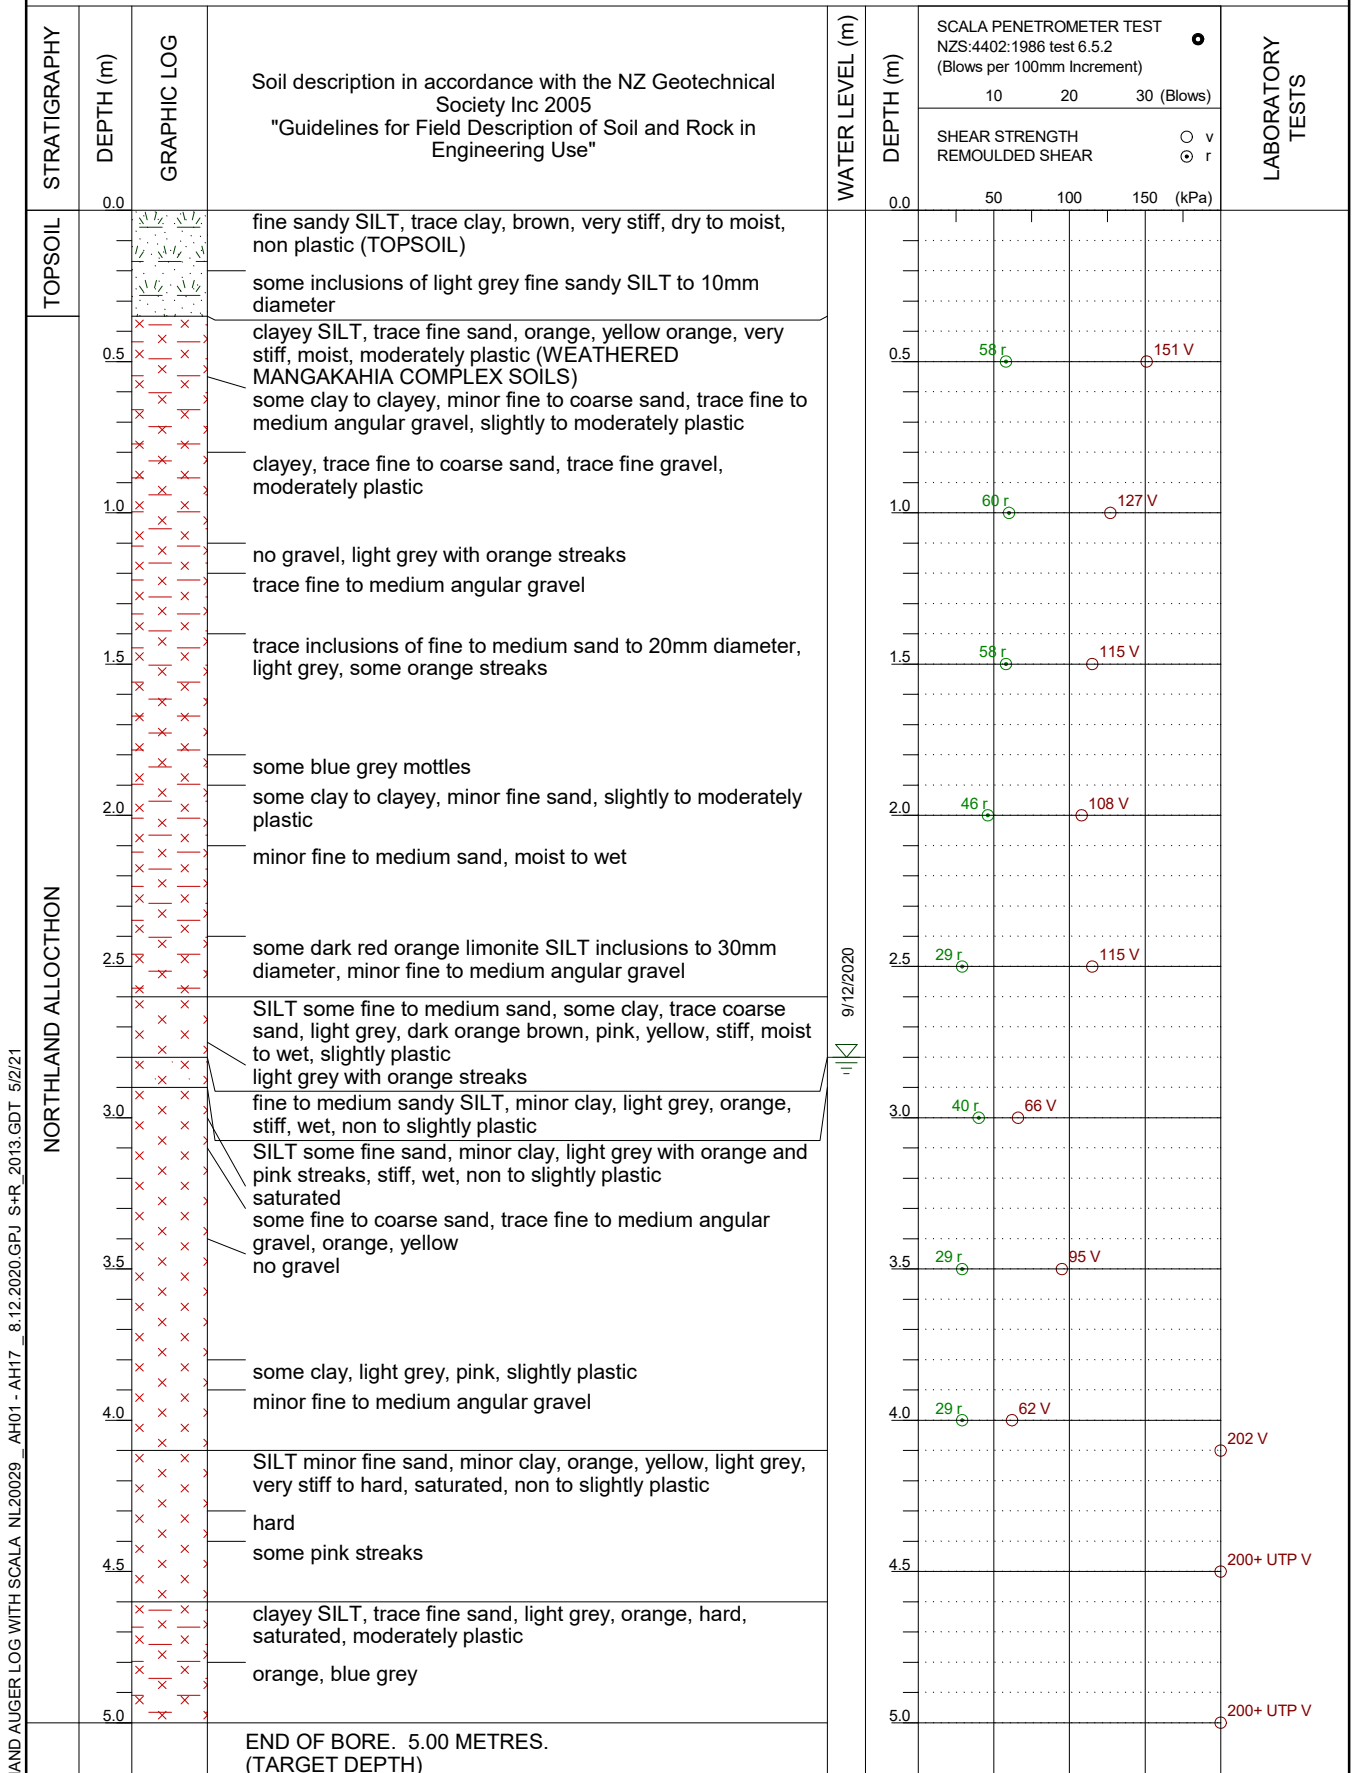 STRATIGRAPHY
DEPTH (m)
GRAPHIC LOG
Soil description in accordance with the NZ Geotechnical
Society Inc 2005
"Guidelines for Field Description of Soil and Rock in
Engineering Use"
WATER LEVEL (m)
DEPTH (m)
SCALA PENETROMETER TEST
NZS:4402:1986 test 6.5.2
(Blows per 100mm Increment)
10 20 30 (Blows)
SHEAR STRENGTH v
REMOULDED SHEAR r
50 100 150 (kPa)
LABORATORY
TESTS
0.0 0.0
TOPSOIL
fine sandy SILT, trace clay, brown, very stiff, dry to moist,
non plastic (TOPSOIL)
some inclusions of light grey fine sandy SILT to 10mm
diameter
clayey SILT, trace fine sand, orange, yellow orange, very
stiff, moist, moderately plastic (WEATHERED
MANGAKAHIA COMPLEX SOILS)
0.5 0.5 58 r 151 V
some clay to clayey, minor fine to coarse sand, trace fine to
medium angular gravel, slightly to moderately plastic
clayey, trace fine to coarse sand, trace fine gravel,
moderately plastic
1.0 1.0 60 r 127 V
no gravel, light grey with orange streaks
trace fine to medium angular gravel
trace inclusions of fine to medium sand to 20mm diameter,
light grey, some orange streaks
1.5 1.5 58 r 115 V
some blue grey mottles
some clay to clayey, minor fine sand, slightly to moderately
plastic
2.0 2.0 46 r 108 V
minor fine to medium sand, moist to wet
NORTHLAND ALLOCTHON
some dark red orange limonite SILT inclusions to 30mm
diameter, minor fine to medium angular gravel
2.5 2.5 29 r 115 V
9/12/2020
SILT some fine to medium sand, some clay, trace coarse
sand, light grey, dark orange brown, pink, yellow, stiff, moist
to wet, slightly plastic
light grey with orange streaks
fine to medium sandy SILT, minor clay, light grey, orange,
stiff, wet, non to slightly plastic
3.0 3.0 40 r 66 V
SILT some fine sand, minor clay, light grey with orange and
pink streaks, stiff, wet, non to slightly plastic
saturated
some fine to coarse sand, trace fine to medium angular
gravel, orange, yellow
no gravel
3.5 3.5 29 r 95 V
some clay, light grey, pink, slightly plastic
minor fine to medium angular gravel
4.0 4.0 29 r 62 V
202 V
SILT minor fine sand, minor clay, orange, yellow, light grey,
very stiff to hard, saturated, non to slightly plastic
hard
some pink streaks
4.5 4.5 200+ UTP V
clayey SILT, trace fine sand, light grey, orange, hard,
saturated, moderately plastic
orange, blue grey
5.0 5.0 200+ UTP V
END OF BORE. 5.00 METRES.
(TARGET DEPTH)
AUGER LOG WITH SCALA NL20029 _ AH01 - AH17 _ 8.12.2020.GPJ S+R_2013.GDT 5/2/21